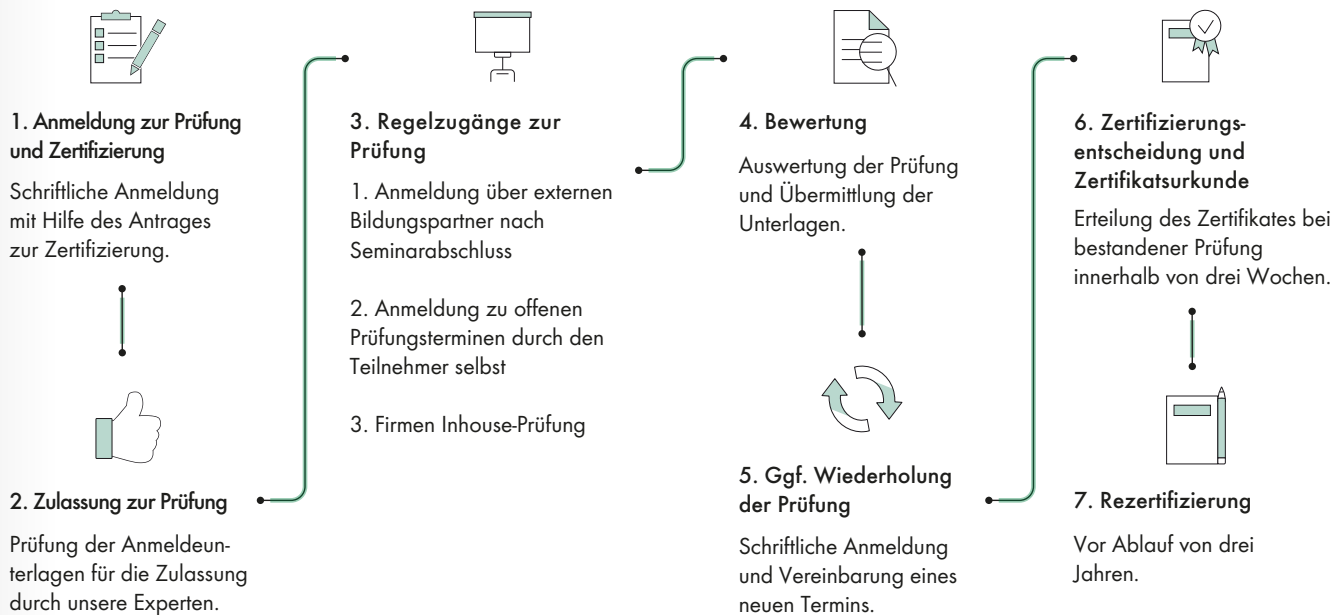 1. Anmeldung zur Prüfung
und Zertifizierung
Schriftliche Anmeldung
mit Hilfe des Antrages
zur Zertifizierung.
2. Zulassung zur Prüfung
Prüfung der Anmeldeun-
terlagen für die Zulassung
durch unsere Experten.
3. Regelzugänge zur
Prüfung
1. Anmeldung über externen
Bildungspartner nach
Seminarabschluss
2. Anmeldung zu offenen
Prüfungsterminen durch den
Teilnehmer selbst
3. Firmen Inhouse-Prüfung
4. Bewertung
Auswertung der Prüfung
und Übermittlung der
Unterlagen.
5. Ggf. Wiederholung
der Prüfung
Schriftliche Anmeldung
und Vereinbarung eines
neuen Termins.
6. Zertifizierungs-
entscheidung und
Zertifikatsurkunde
Erteilung des Zertifikates bei
bestandener Prüfung
innerhalb von drei Wochen.
7. Rezertifizierung
Vor Ablauf von drei
Jahren.